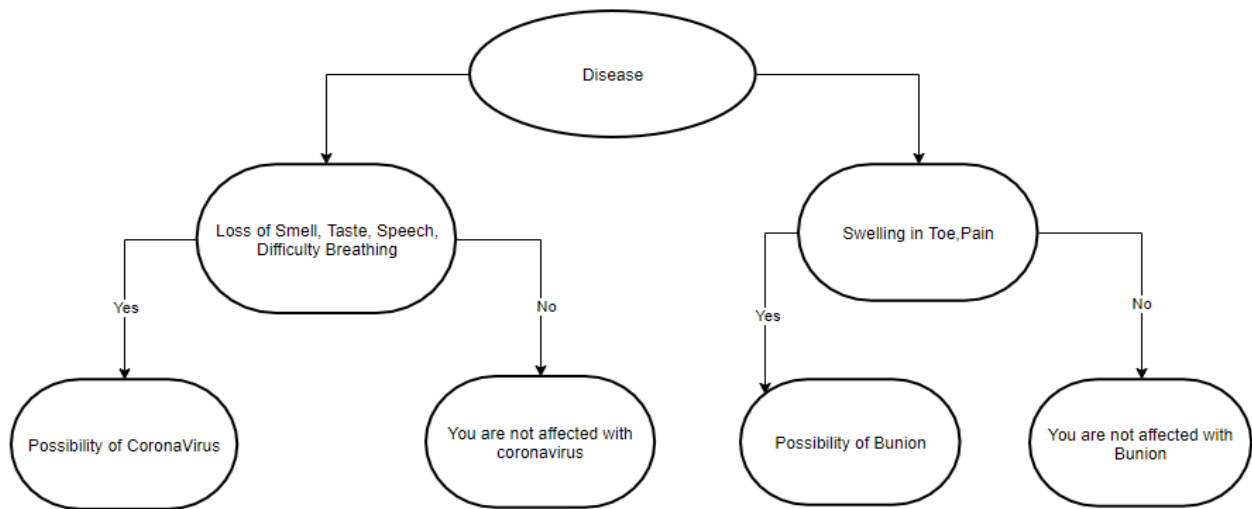 Disease
Loss of Smell, Taste, Speech,
Difficulty Breathing
Swelling in Toe,Pain
Yes
No
Yes
No
Possibility of CoronaVirus
You are not affected with
coronavirus
Possibility of Bunion
You are not affected with
Bunion